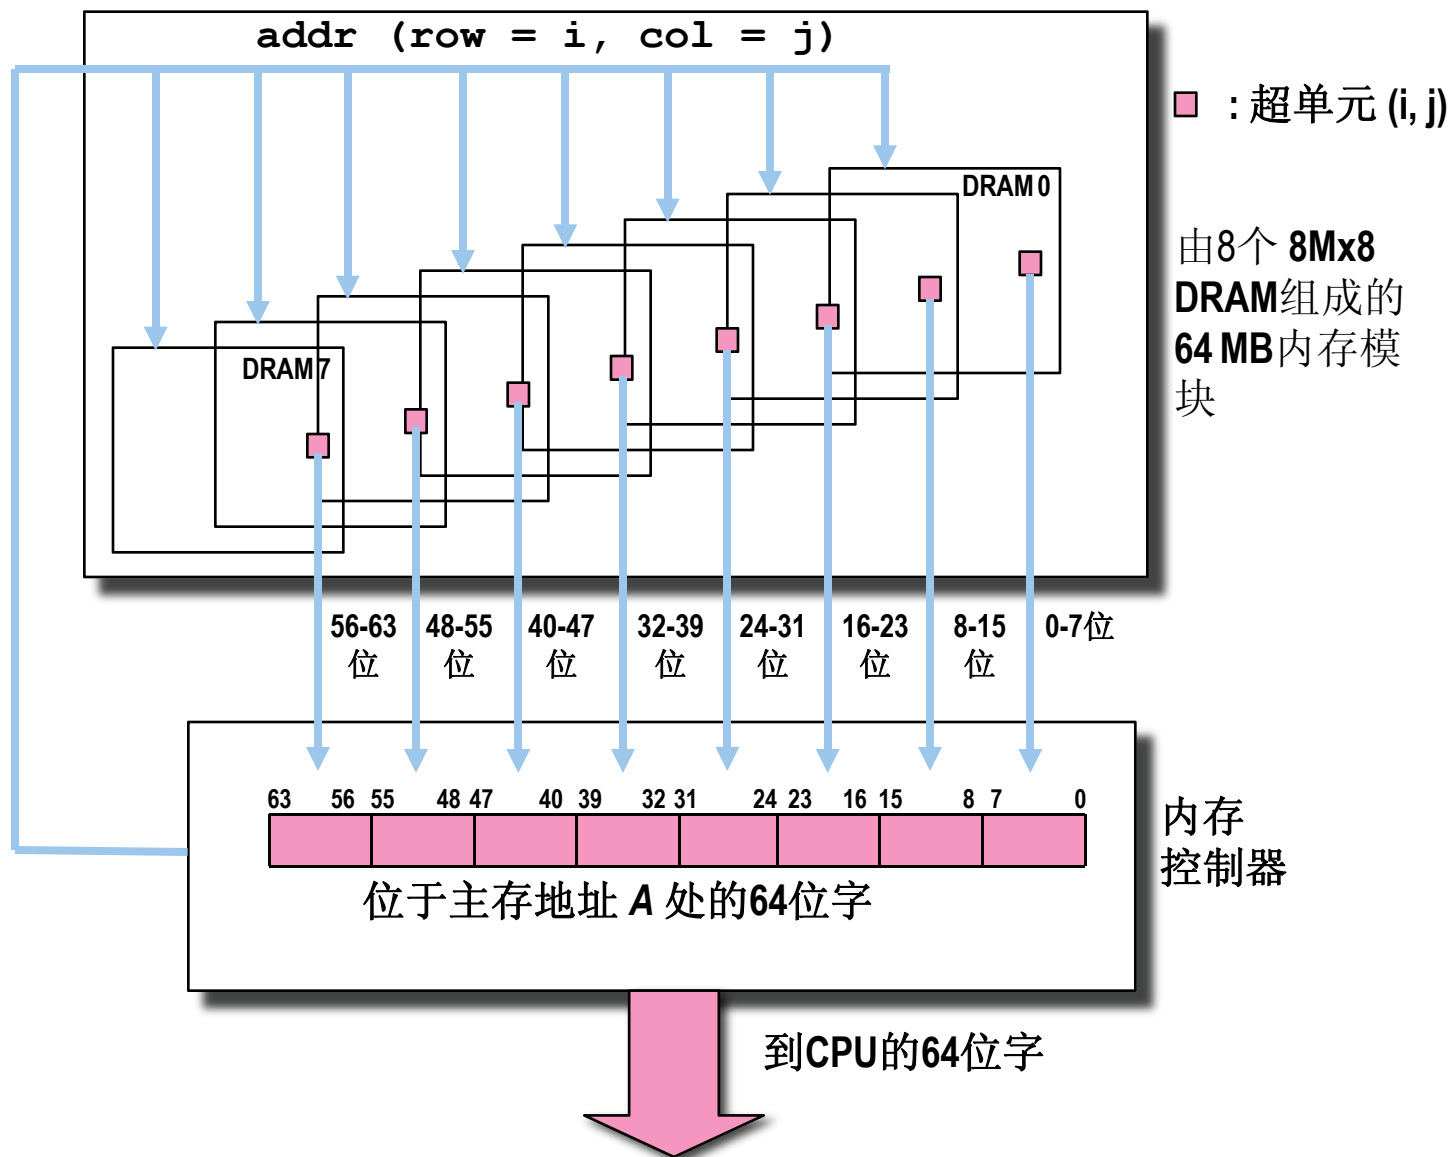 addr (row = i, col = j)
: 超单元 (i, j)
DRAM 0
由8个 8Mx8
DRAM组成的
64 MB内存模
块
DRAM 7
56-63
位
48-55
位
40-47
位
32-39
位
24-31
位
16-23
位
8-15
位
0-7位
63 56 55 48 47 40 39 32 31 24 23 16 15 8 7 0
位于主存地址 A 处的64位字
内存
控制器
到CPU的64位字